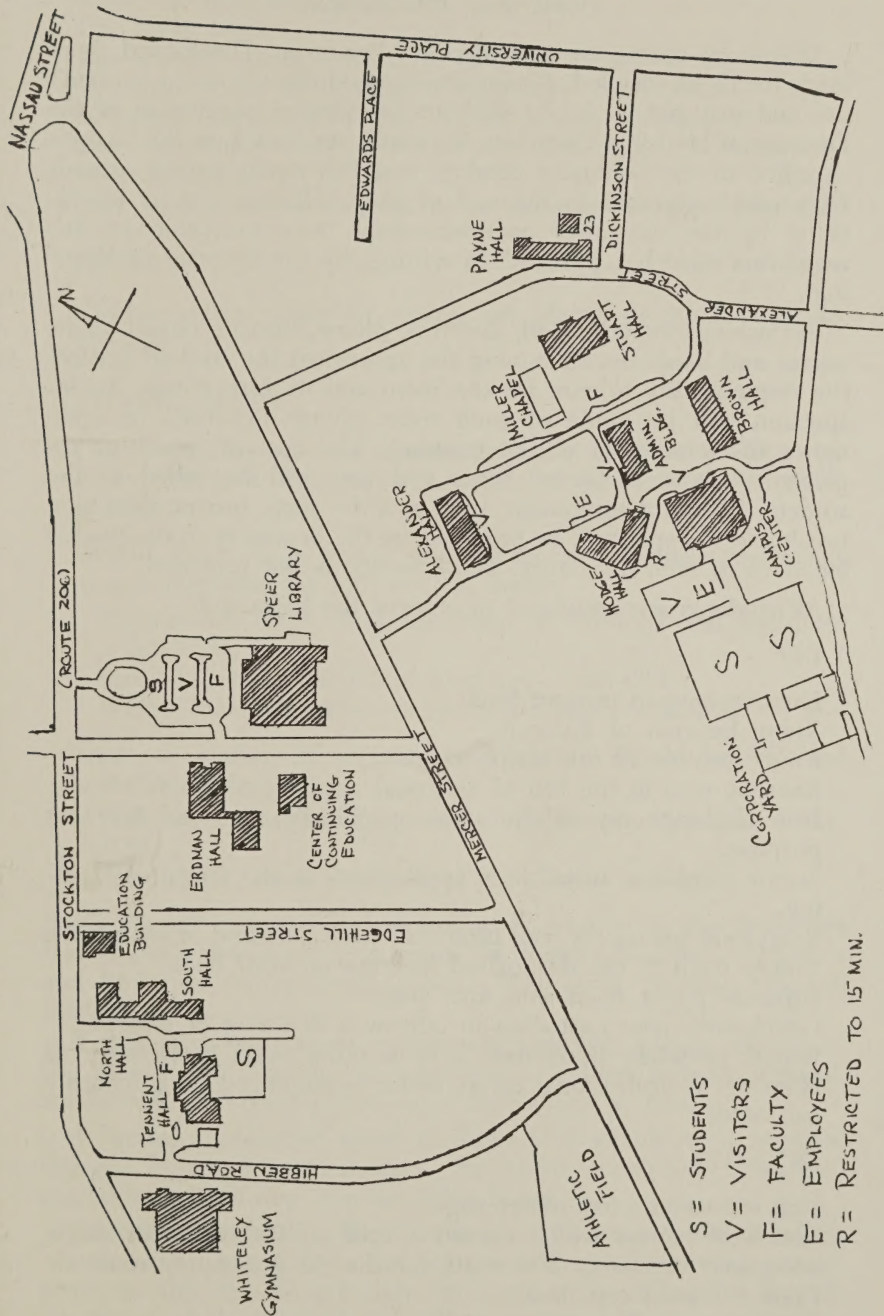 NASSAU STREET
UNIVERSITY PLACE
EDWARDS PLACE
DICKINSON STREET
N
(ROUTE 206)
STOCKTON STREET
PAYNE
HALL
23
ALEXANDER
STREET
STUART
HALL
MILLER
CHAPEL
F
ADMIN.
BLDG.
V
BROWN
HALL
V
ALEXANDER
HALL
V
E
HODGE
HALL
R
CAMPUS
CENTER
V
E
S
S
CORPORATION
YARD
SPEER
LIBRARY
S
V
F
MERCER STREET
ERDMAN
HALL
CENTER OF
CONTINUING
EDUCATION
EDUCATION
BUILDING
EDGEHILL STREET
SOUTH
HALL
NORTH
HALL
TENNENT
HALL
F
S
HIBBEN ROAD
WHITELEY
GYMNASIUM
ATHLETIC
FIELD
S = STUDENTS
V = VISITORS
F = FACULTY
E = EMPLOYEES
R = RESTRICTED TO 15 MIN.